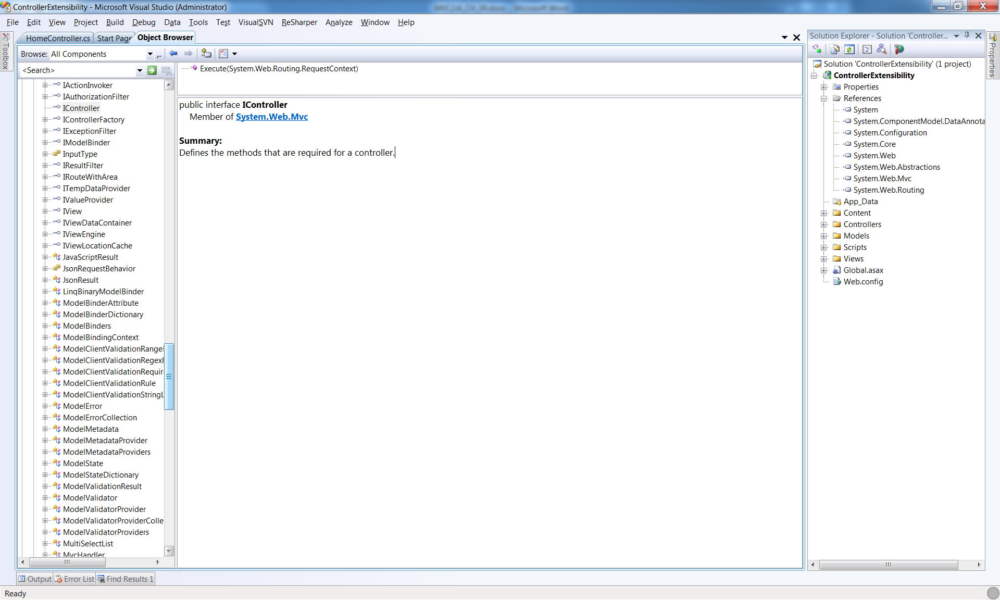 ControllerExtensibility - Microsoft Visual Studio (Administrator)
File Edit View Project Build Debug Data Tools Test VisualSVN ReSharper Analyze Window Help
Toolbox
HomeController.cs Start Page Object Browser
Browse: All Components ...
<Search>
IActionInvoker
IAuthorizationFilter
IController
IControllerFactory
IExceptionFilter
IModelBinder
InputType
IResultFilter
IRouteWithArea
ITempDataProvider
IValueProvider
IView
IViewDataContainer
IViewEngine
IViewLocationCache
JavaScriptResult
JsonRequestBehavior
JsonResult
LinqBinaryModelBinder
ModelBinderAttribute
ModelBinderDictionary
ModelBinders
ModelBindingContext
ModelClientValidationRange
ModelClientValidationRegex
ModelClientValidationRequir
ModelClientValidationRule
ModelClientValidationStringL
ModelError
ModelErrorCollection
ModelMetadata
ModelMetadataProvider
ModelMetadataProviders
ModelState
ModelStateDictionary
ModelValidationResult
ModelValidator
ModelValidatorProvider
ModelValidatorProviderColle
ModelValidatorProviders
MultiSelectList
MvcHandler
Execute(System.Web.Routing.RequestContext)
public interface IController
Member of System.Web.Mvc
Summary:
Defines the methods that are required for a controller.
Solution Explorer - Solution 'Controller...
Solution 'ControllerExtensibility' (1 project)
ControllerExtensibility
Properties
References
System
System.ComponentModel.DataAnnota
System.Configuration
System.Core
System.Web
System.Web.Abstractions
System.Web.Mvc
System.Web.Routing
App_Data
Content
Controllers
Models
Scripts
Views
Global.asax
Web.config
Properties
Output Error List Find Results 1
Ready